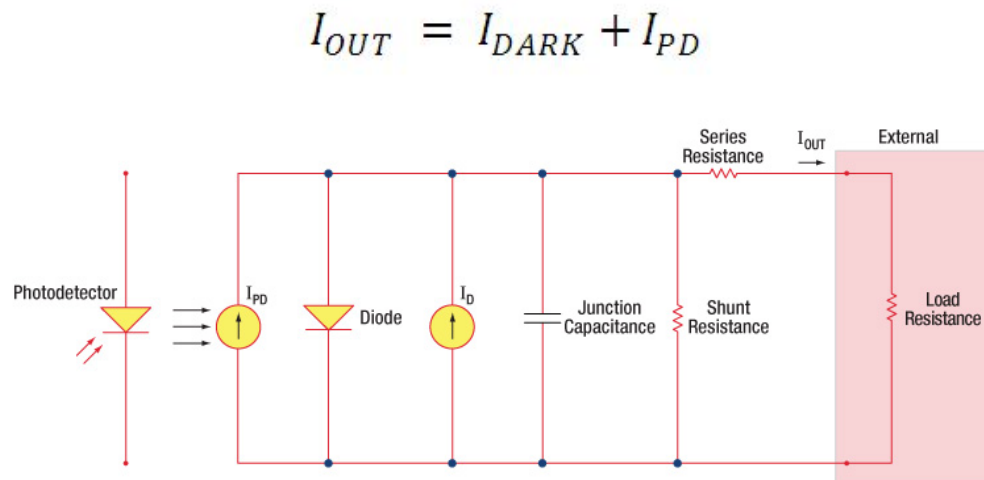 I_OUT = I_DARK + I_PD
Series
Resistance
I_OUT
External
Photodetector
I_PD
Diode
I_D
Junction
Capacitance
Shunt
Resistance
Load
Resistance